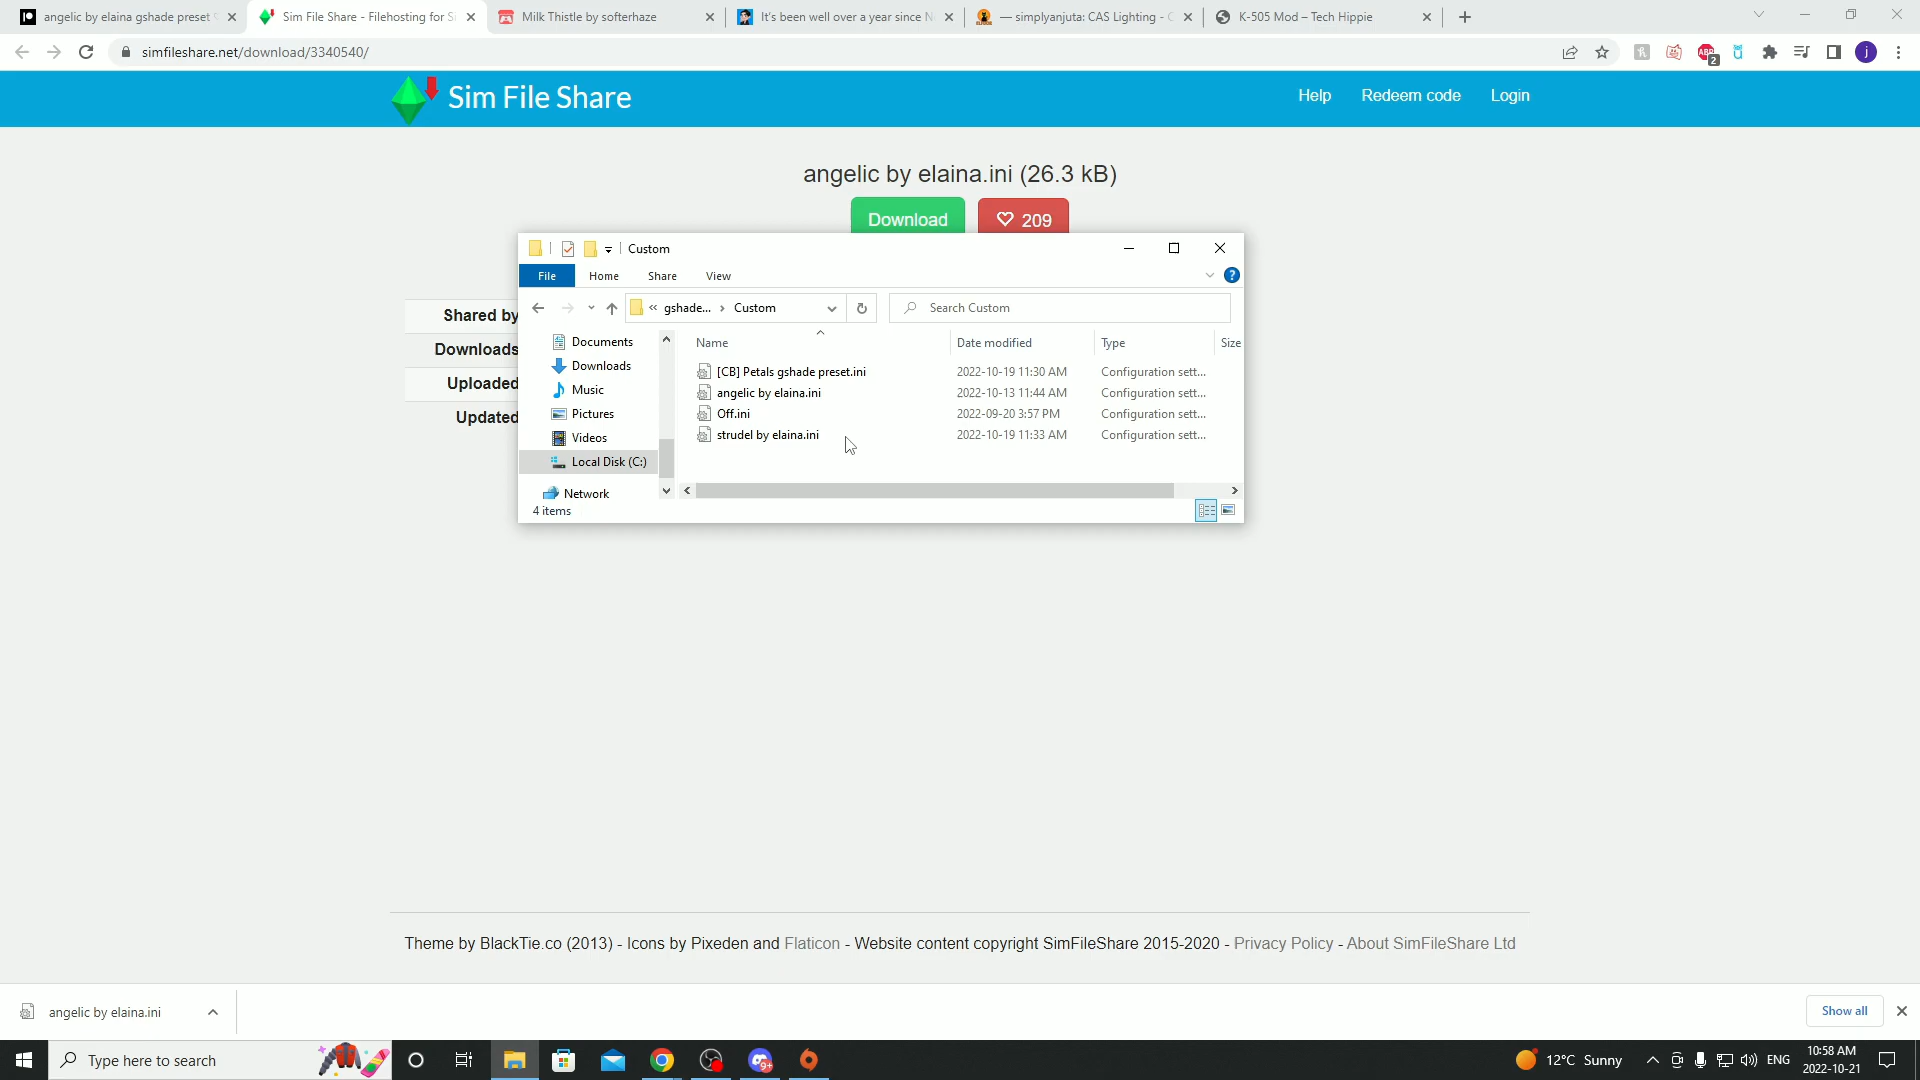 angelic by elaina gshade preset
Sim File Share - Filehosting for Si
Milk Thistle by softerhaze
It's been well over a year since N
— simplyanjuta: CAS Lighting - C
K-505 Mod – Tech Hippie
simfileshare.net/download/3340540/
ABP
2
j
Sim File Share
Help
Redeem code
Login
angelic by elaina.ini (26.3 kB)
Download
209
Shared by
Downloads
Uploaded
Updated
Custom
File
Home
Share
View
?
« gshade... › Custom
Search Custom
Documents
Downloads
Music
Pictures
Videos
Local Disk (C:)
Network
Name
Date modified
Type
Size
[CB] Petals gshade preset.ini
2022-10-19 11:30 AM
Configuration sett...
angelic by elaina.ini
2022-10-13 11:44 AM
Configuration sett...
Off.ini
2022-09-20 3:57 PM
Configuration sett...
strudel by elaina.ini
2022-10-19 11:33 AM
Configuration sett...
4 items
Theme by BlackTie.co (2013) - Icons by Pixeden and Flaticon - Website content copyright SimFileShare 2015-2020 - Privacy Policy - About SimFileShare Ltd
angelic by elaina.ini
Show all
Type here to search
9+
12°C Sunny
ENG
10:58 AM
2022-10-21